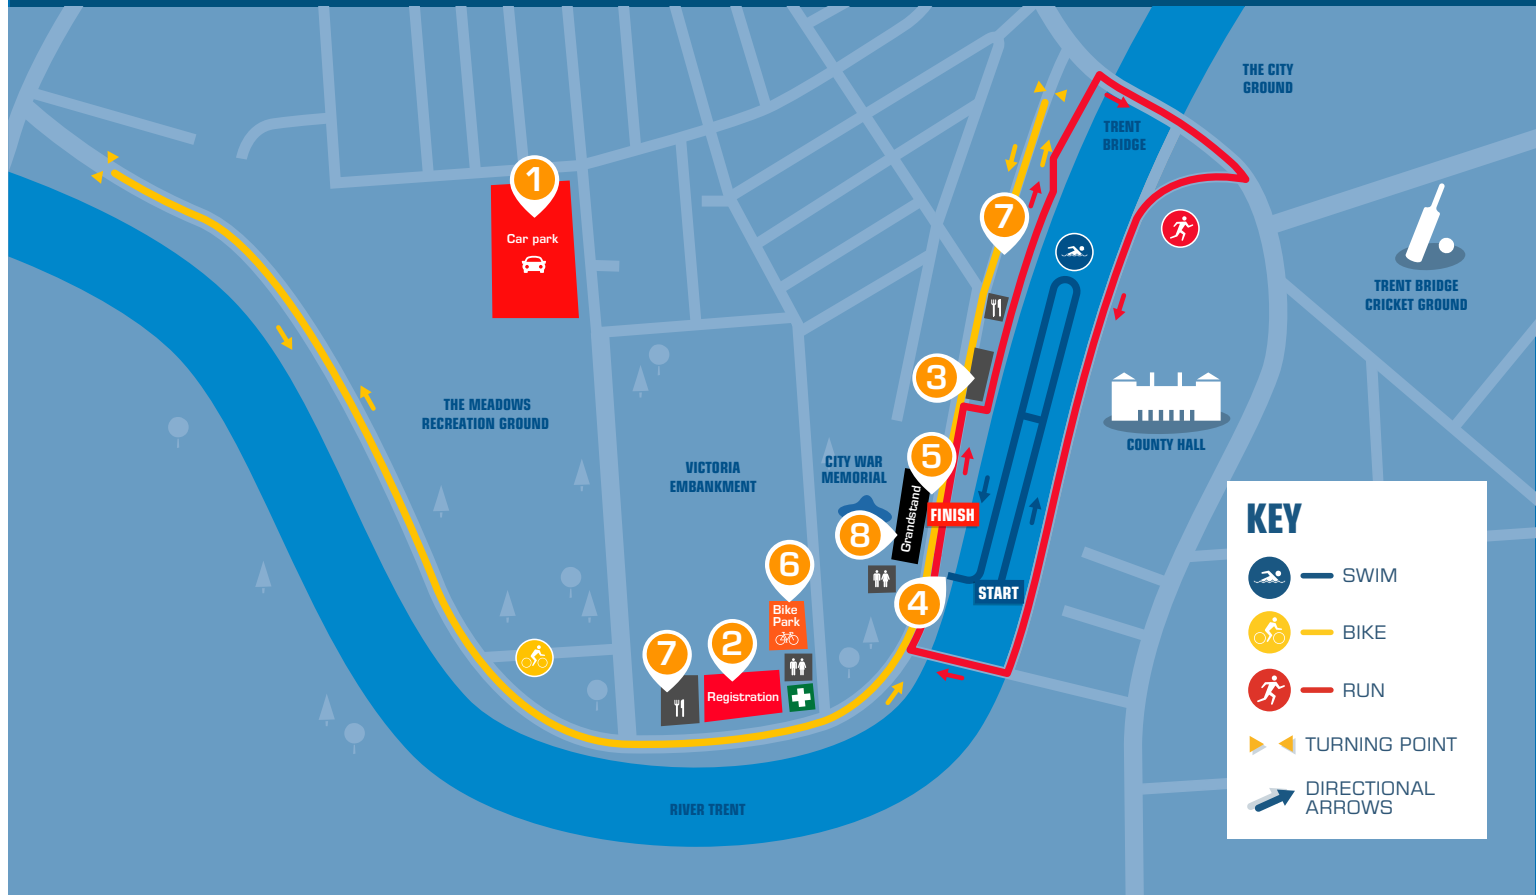 THE CITY
GROUND
TRENT
BRIDGE
1
Car park
7
TRENT BRIDGE
CRICKET GROUND
3
THE MEADOWS
RECREATION GROUND
COUNTY HALL
5
VICTORIA
EMBANKMENT
CITY WAR
MEMORIAL
Grandstand
FINISH
8
6
START
4
Bike
Park
7
2
Registration
RIVER TRENT
KEY
SWIM
BIKE
RUN
TURNING POINT
DIRECTIONAL
ARROWS